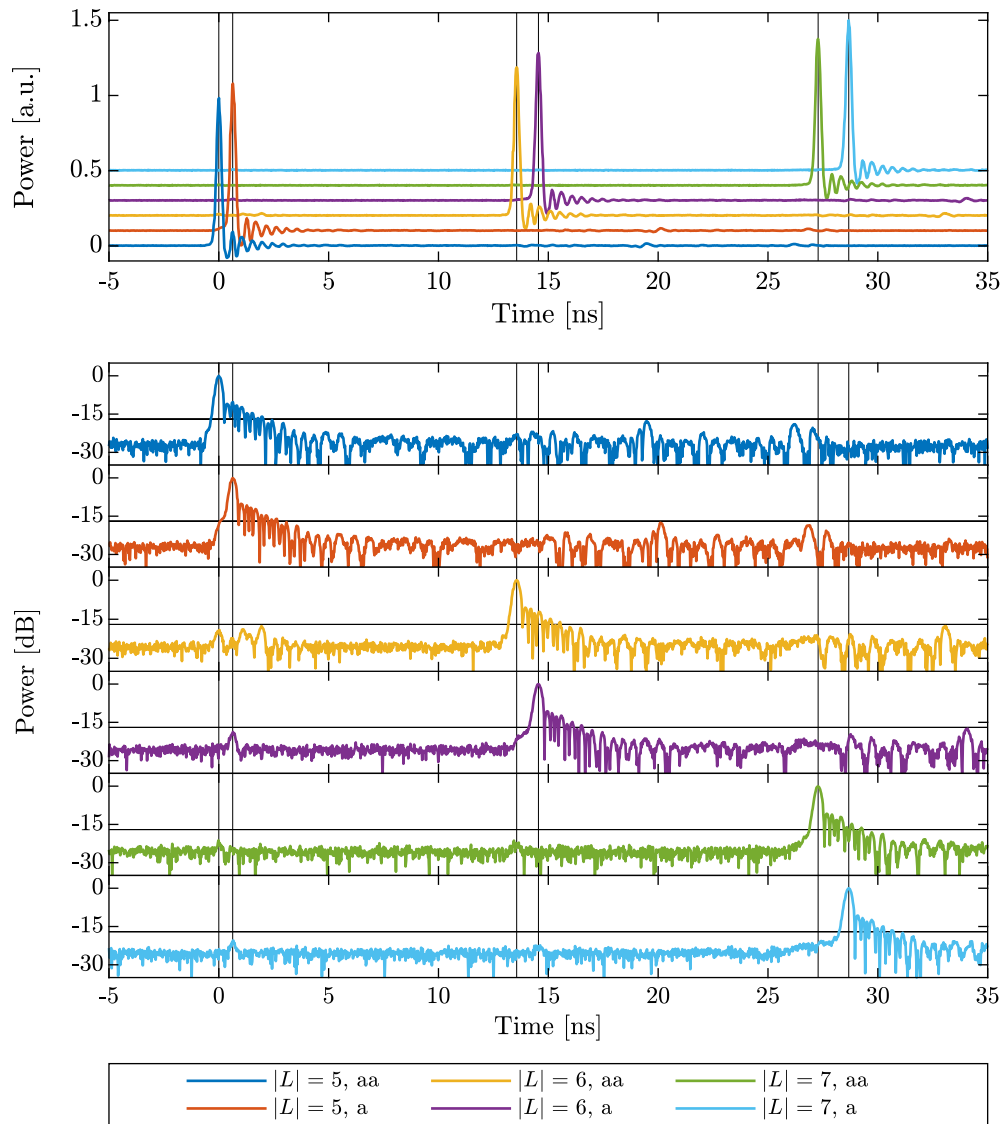 1.5
1
0.5
0
Power [a.u.]
-5 0 5 10 15 20 25 30 35
Time [ns]
0
-15
-30
0
-15
-30
0
-15
-30
0
-15
-30
0
-15
-30
0
-15
-30
Power [dB]
-5 0 5 10 15 20 25 30 35
Time [ns]
|L| = 5, aa |L| = 6, aa |L| = 7, aa
|L| = 5, a |L| = 6, a |L| = 7, a